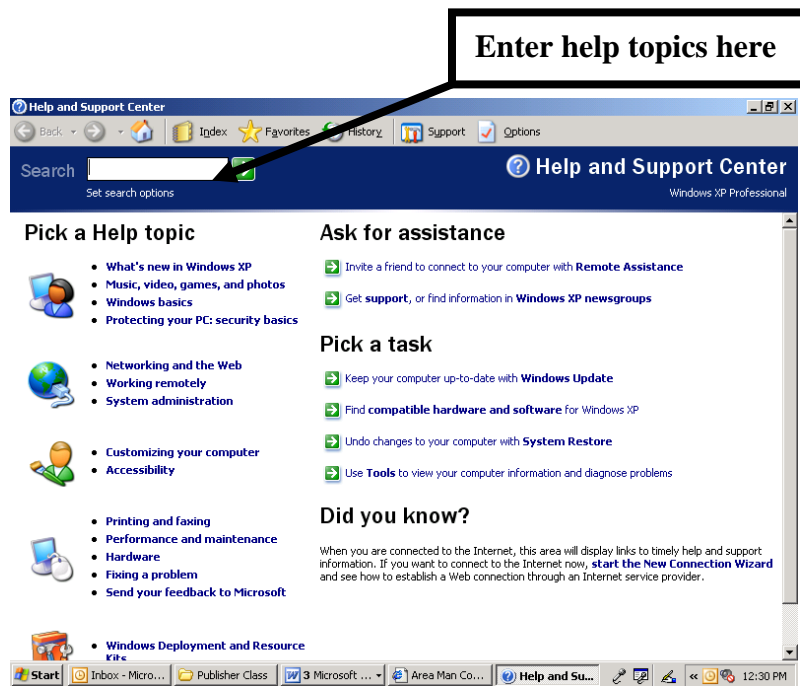 Enter help topics here
Help and Support Center
Back
Index
Favorites
History
Support
Options
Search
Set search options
Help and Support Center
Windows XP Professional
Pick a Help topic
What's new in Windows XP
Music, video, games, and photos
Windows basics
Protecting your PC: security basics
Networking and the Web
Working remotely
System administration
Customizing your computer
Accessibility
Printing and faxing
Performance and maintenance
Hardware
Fixing a problem
Send your feedback to Microsoft
Windows Deployment and Resource
Kits
Ask for assistance
Invite a friend to connect to your computer with Remote Assistance
Get support, or find information in Windows XP newsgroups
Pick a task
Keep your computer up-to-date with Windows Update
Find compatible hardware and software for Windows XP
Undo changes to your computer with System Restore
Use Tools to view your computer information and diagnose problems
Did you know?
When you are connected to the Internet, this area will display links to timely help and support
information. If you want to connect to the Internet now, start the New Connection Wizard
and see how to establish a Web connection through an Internet service provider.
Start
Inbox - Micro...
Publisher Class
3 Microsoft ...
Area Man Co...
Help and Su...
12:30 PM